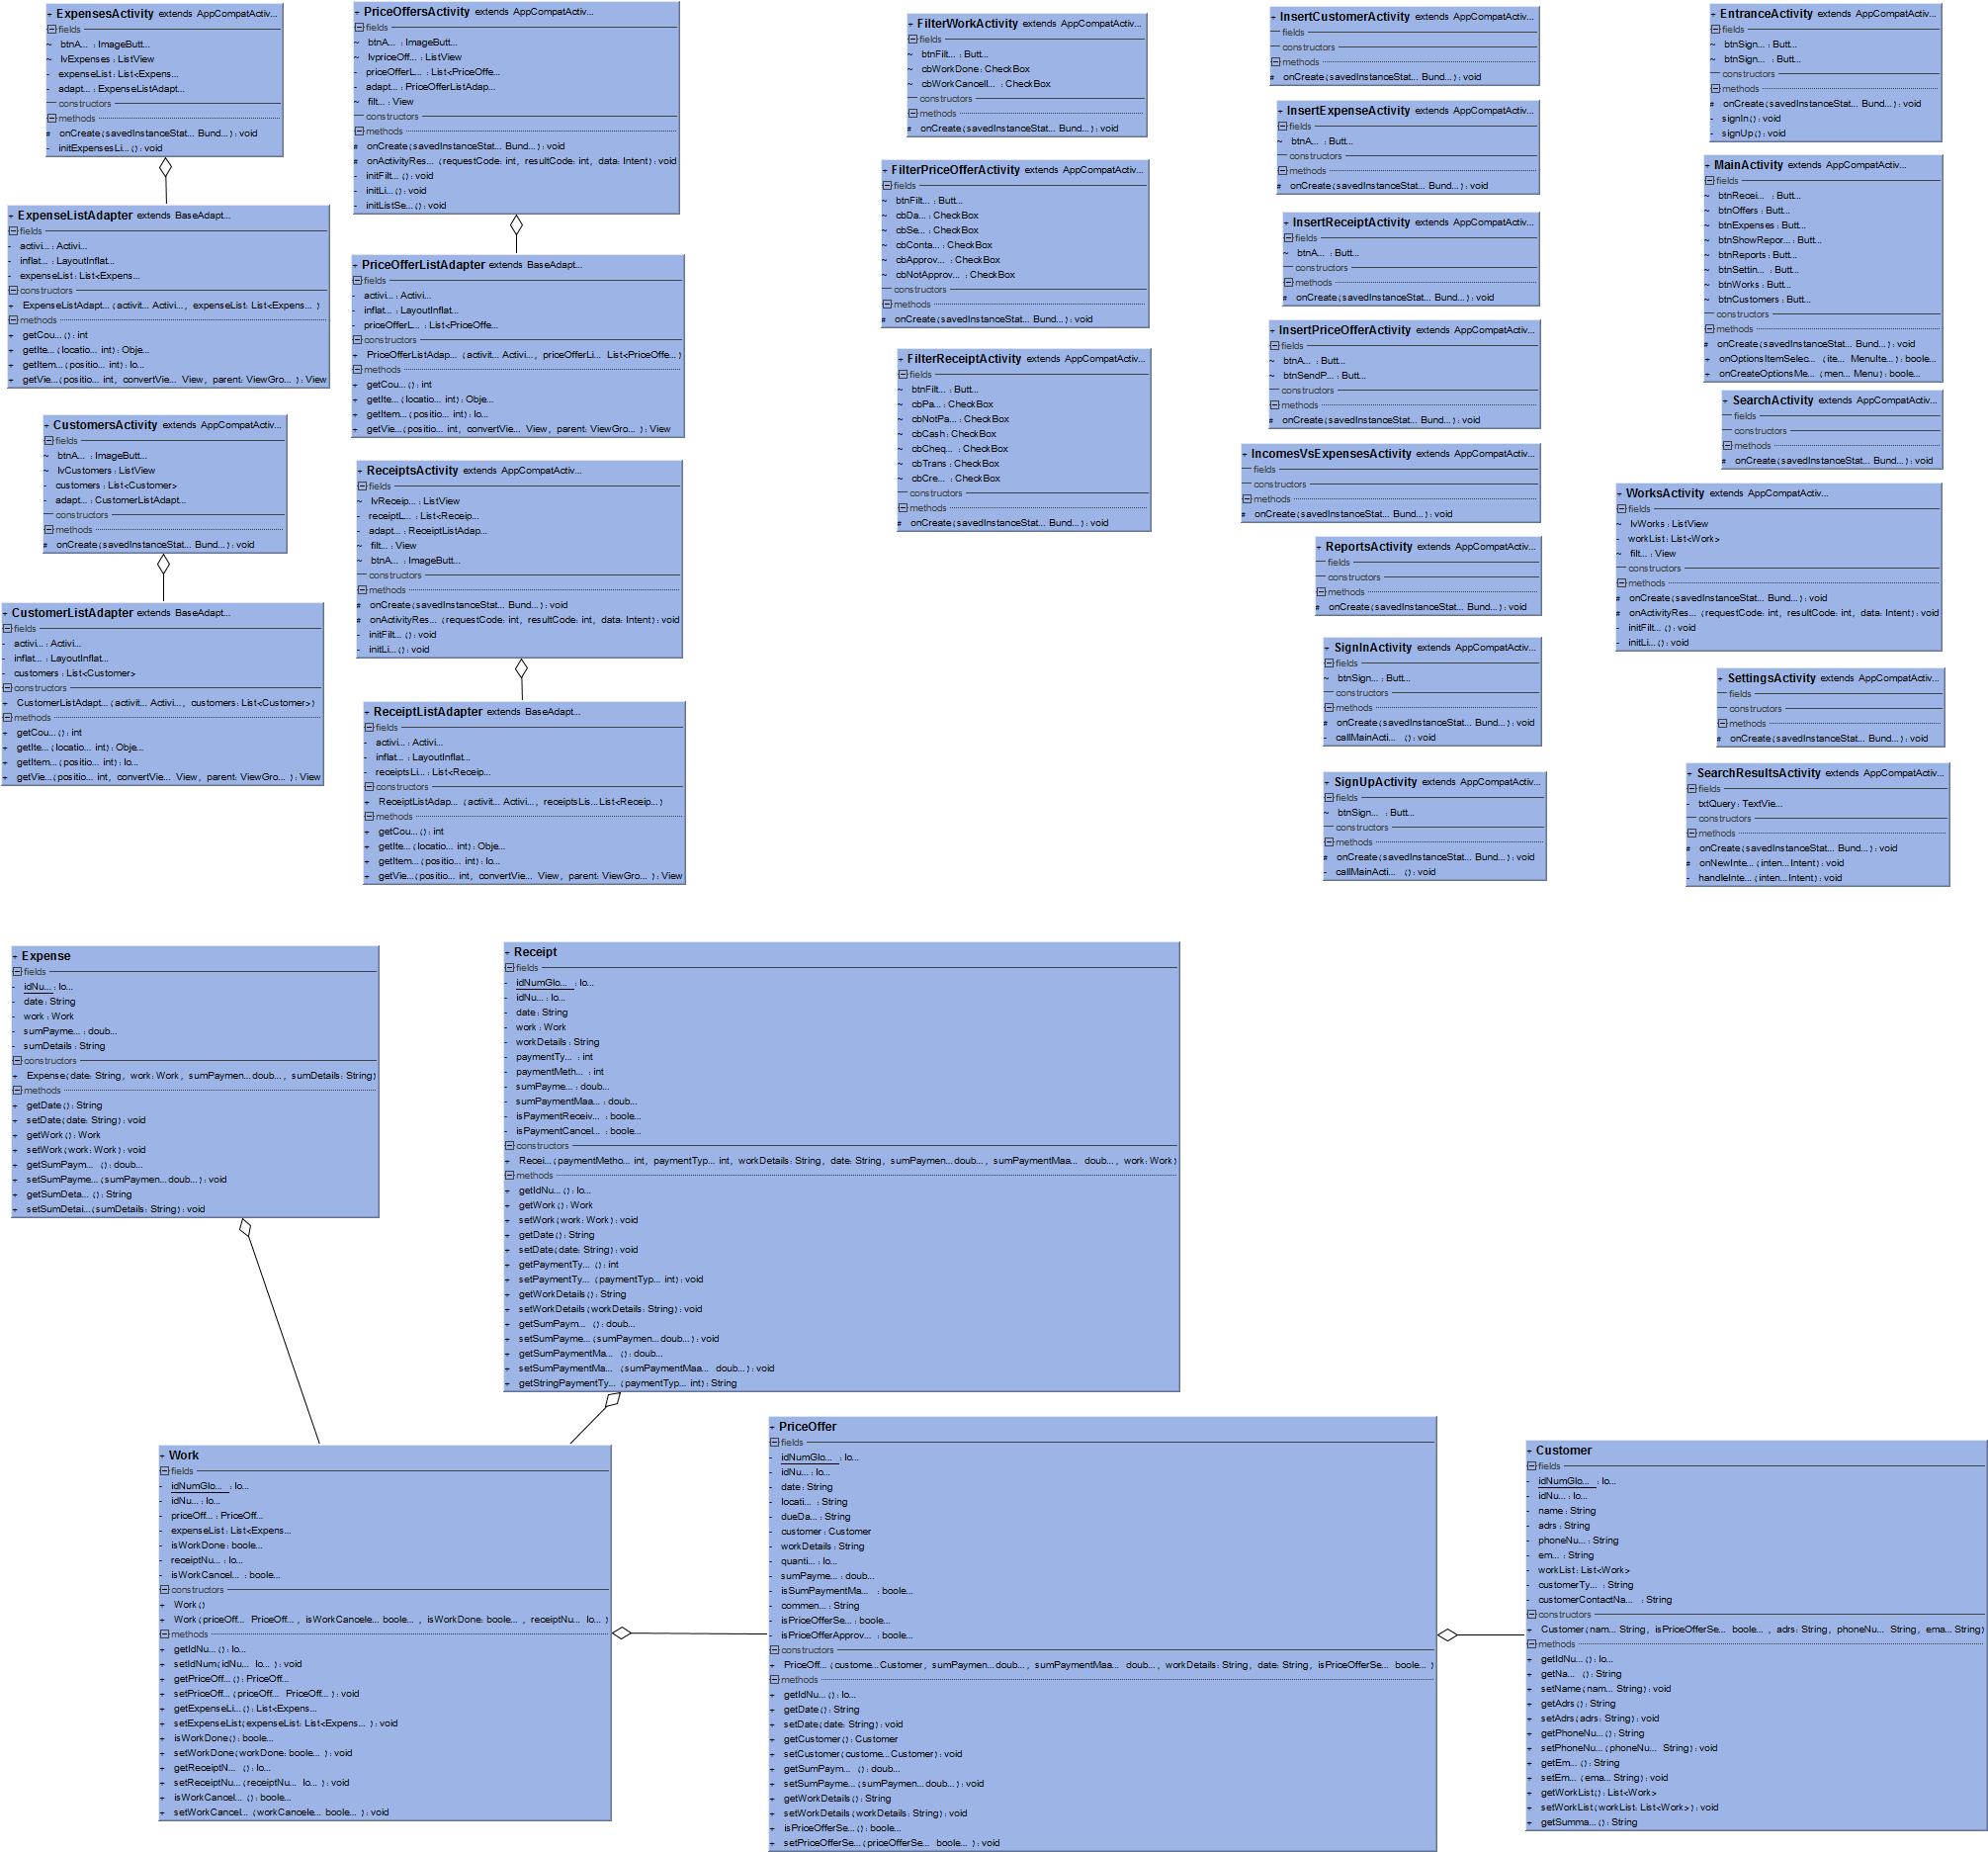 + ExpensesActivity extends AppCompatActiv...
fields
~ btnA... : ImageButt...
~ lvExpenses : ListView
- expenseList: List<Expens...
- adapt... : ExpenseListAdapt...
constructors
methods
# onCreate(savedInstanceStat... Bund...) : void
- initExpensesLi... () : void
+ ExpenseListAdapter extends BaseAdapt...
fields
- activi... : Activi...
- inflat... : LayoutInflat...
- expenseList: List<Expens...
constructors
+ ExpenseListAdapt... (activit... Activi... , expenseList: List<Expens... )
methods
+ getCou... () : int
+ getIte... (locatio... int) : Obje...
+ getItem... (positio... int) : lo...
+ getVie... (positio... int, convertVie... View, parent: ViewGro... ) : View
+ CustomersActivity extends AppCompatActiv...
fields
~ btnA... : ImageButt...
~ lvCustomers : ListView
- customers : List<Customer>
- adapt... : CustomerListAdapt...
constructors
methods
# onCreate(savedInstanceStat... Bund...) : void
+ CustomerListAdapter extends BaseAdapt...
fields
- activi... : Activi...
- inflat... : LayoutInflat...
- customers : List<Customer>
constructors
+ CustomerListAdapt... (activit... Activi... , customers: List<Customer>)
methods
+ getCou... () : int
+ getIte... (locatio... int) : Obje...
+ getItem... (positio... int) : lo...
+ getVie... (positio... int, convertVie... View, parent: ViewGro... ) : View
+ PriceOffersActivity extends AppCompatActiv...
fields
~ btnA... : ImageButt...
~ lvpriceOff... : ListView
- priceOfferL... : List<PriceOffe...
- adapt... : PriceOfferListAdap...
~ filt... : View
constructors
methods
# onCreate(savedInstanceStat... Bund...) : void
# onActivityRes... (requestCode: int, resultCode: int, data: Intent) : void
- initFilt... () : void
- initLi... () : void
- initListSe... () : void
+ PriceOfferListAdapter extends BaseAdapt...
fields
- activi... : Activi...
- inflat... : LayoutInflat...
- priceOfferL... : List<PriceOffe...
constructors
+ PriceOfferListAdap... (activit... Activi... , priceOfferLi... List<PriceOffe... )
methods
+ getCou... () : int
+ getIte... (locatio... int) : Obje...
+ getItem... (positio... int) : lo...
+ getVie... (positio... int, convertVie... View, parent: ViewGro... ) : View
+ ReceiptsActivity extends AppCompatActiv...
fields
~ lvReceip... : ListView
- receiptL... : List<Receip...
- adapt... : ReceiptListAdap...
~ filt... : View
~ btnA... : ImageButt...
constructors
methods
# onCreate(savedInstanceStat... Bund...) : void
# onActivityRes... (requestCode: int, resultCode: int, data: Intent) : void
- initFilt... () : void
- initLi... () : void
+ ReceiptListAdapter extends BaseAdapt...
fields
- activi... : Activi...
- inflat... : LayoutInflat...
- receiptsLi... : List<Receip...
constructors
+ ReceiptListAdap... (activit... Activi... , receiptsLis... List<Receip... )
methods
+ getCou... () : int
+ getIte... (locatio... int) : Obje...
+ getItem... (positio... int) : lo...
+ getVie... (positio... int, convertVie... View, parent: ViewGro... ) : View
+ FilterWorkActivity extends AppCompatActiv...
fields
~ btnFilt... : Butt...
~ cbWorkDone: CheckBox
~ cbWorkCancell... : CheckBox
constructors
methods
# onCreate(savedInstanceStat... Bund...) : void
+ FilterPriceOfferActivity extends AppCompatActiv...
fields
~ btnFilt... : Butt...
~ cbDa... : CheckBox
~ cbSe... : CheckBox
~ cbConta... : CheckBox
~ cbApprov... : CheckBox
~ cbNotApprov... : CheckBox
constructors
methods
# onCreate(savedInstanceStat... Bund...) : void
+ FilterReceiptActivity extends AppCompatActiv...
fields
~ btnFilt... : Butt...
~ cbPa... : CheckBox
~ cbNotPa... : CheckBox
~ cbCash : CheckBox
~ cbCheq... : CheckBox
~ cbTrans : CheckBox
~ cbCre... : CheckBox
constructors
methods
# onCreate(savedInstanceStat... Bund...) : void
+ InsertCustomerActivity extends AppCompatActiv...
fields
constructors
methods
# onCreate(savedInstanceStat... Bund...) : void
+ InsertExpenseActivity extends AppCompatActiv...
fields
~ btnA... : Butt...
constructors
methods
# onCreate(savedInstanceStat... Bund...) : void
+ InsertReceiptActivity extends AppCompatActiv...
fields
~ btnA... : Butt...
constructors
methods
# onCreate(savedInstanceStat... Bund...) : void
+ InsertPriceOfferActivity extends AppCompatActiv...
fields
~ btnA... : Butt...
~ btnSendP... : Butt...
constructors
methods
# onCreate(savedInstanceStat... Bund...) : void
+ IncomesVsExpensesActivity extends AppCompatActiv...
fields
constructors
methods
# onCreate(savedInstanceStat... Bund...) : void
+ ReportsActivity extends AppCompatActiv...
fields
constructors
methods
# onCreate(savedInstanceStat... Bund...) : void
+ SignInActivity extends AppCompatActiv...
fields
~ btnSign... : Butt...
constructors
methods
# onCreate(savedInstanceStat... Bund...) : void
- callMainActi... () : void
+ SignUpActivity extends AppCompatActiv...
fields
~ btnSign... : Butt...
constructors
methods
# onCreate(savedInstanceStat... Bund...) : void
- callMainActi... () : void
+ EntranceActivity extends AppCompatActiv...
fields
~ btnSign... : Butt...
~ btnSign... : Butt...
constructors
methods
# onCreate(savedInstanceStat... Bund...) : void
- signIn() : void
- signUp() : void
+ MainActivity extends AppCompatActiv...
fields
~ btnRecei... : Butt...
~ btnOffers : Butt...
~ btnExpenses : Butt...
~ btnShowRepor... : Butt...
~ btnReports : Butt...
~ btnSettin... : Butt...
~ btnWorks : Butt...
~ btnCustomers : Butt...
constructors
methods
# onCreate(savedInstanceStat... Bund...) : void
+ onOptionsItemSelec... (ite... MenuIte... ) : boole...
+ onCreateOptionsMe... (men... Menu) : boole...
+ SearchActivity extends AppCompatActiv...
fields
constructors
methods
# onCreate(savedInstanceStat... Bund...) : void
+ WorksActivity extends AppCompatActiv...
fields
~ lvWorks : ListView
- workList: List<Work>
~ filt... : View
constructors
methods
# onCreate(savedInstanceStat... Bund...) : void
# onActivityRes... (requestCode: int, resultCode: int, data: Intent) : void
- initFilt... () : void
- initLi... () : void
+ SettingsActivity extends AppCompatActiv...
fields
constructors
methods
# onCreate(savedInstanceStat... Bund...) : void
+ SearchResultsActivity extends AppCompatActiv...
fields
- txtQuery : TextVie...
constructors
methods
# onCreate(savedInstanceStat... Bund...) : void
# onNewInte... (inten... Intent) : void
- handleInte... (inten... Intent) : void
+ Expense
fields
- idNu... : lo...
- date : String
- work : Work
- sumPayme... : doub...
- sumDetails : String
constructors
+ Expense(date: String, work: Work, sumPaymen... doub... , sumDetails: String)
methods
+ getDate() : String
+ setDate(date: String) : void
+ getWork() : Work
+ setWork(work: Work) : void
+ getSumPaym... () : doub...
+ setSumPayme... (sumPaymen... doub... ) : void
+ getSumDeta... () : String
+ setSumDetai... (sumDetails: String) : void
+ Receipt
fields
- idNumGlo... : lo...
- idNu... : lo...
- date : String
- work : Work
- workDetails : String
- paymentTy... : int
- paymentMeth... : int
- sumPayme... : doub...
- sumPaymentMaa... : doub...
- isPaymentReceiv... : boole...
- isPaymentCancel... : boole...
constructors
+ Recei... (paymentMetho... int, paymentTyp... int, workDetails: String, date: String, sumPaymen... doub... , sumPaymentMaa... doub... , work: Work)
methods
+ getIdNu... () : lo...
+ getWork() : Work
+ setWork(work: Work) : void
+ getDate() : String
+ setDate(date: String) : void
+ getPaymentTy... () : int
+ setPaymentTy... (paymentTyp... int) : void
+ getWorkDetails() : String
+ setWorkDetails(workDetails: String) : void
+ getSumPaym... () : doub...
+ setSumPayme... (sumPaymen... doub... ) : void
+ getSumPaymentMa... () : doub...
+ setSumPaymentMa... (sumPaymentMaa... doub... ) : void
+ getStringPaymentTy... (paymentTyp... int) : String
+ Work
fields
- idNumGlo... : lo...
- idNu... : lo...
- priceOff... : PriceOff...
- expenseList: List<Expens...
- isWorkDone: boole...
- receiptNu... : lo...
- isWorkCancel... : boole...
constructors
+ Work()
+ Work(priceOff... PriceOff... , isWorkCancele... boole... , isWorkDone: boole... , receiptNu... lo... )
methods
+ getIdNu... () : lo...
+ setIdNum(idNu... lo... ) : void
+ getPriceOff... () : PriceOff...
+ setPriceOff... (priceOff... PriceOff... ) : void
+ getExpenseLi... () : List<Expens...
+ setExpenseList(expenseList: List<Expens... ) : void
+ isWorkDone() : boole...
+ setWorkDone(workDone: boole... ) : void
+ getReceiptN... () : lo...
+ setReceiptNu... (receiptNu... lo... ) : void
+ isWorkCancel... () : boole...
+ setWorkCancel... (workCancele... boole... ) : void
+ PriceOffer
fields
- idNumGlo... : lo...
- idNu... : lo...
- date : String
- locati... : String
- dueDa... : String
- customer : Customer
- workDetails : String
- quanti... : lo...
- sumPayme... : doub...
- isSumPaymentMa... : boole...
- commen... : String
- isPriceOfferSe... : boole...
- isPriceOfferApprov... : boole...
constructors
+ PriceOff... (custome... Customer, sumPaymen... doub... , sumPaymentMaa... doub... , workDetails: String, date: String, isPriceOfferSe... boole... )
methods
+ getIdNu... () : lo...
+ getDate() : String
+ setDate(date: String) : void
+ getCustomer() : Customer
+ setCustomer(custome... Customer) : void
+ getSumPaym... () : doub...
+ setSumPayme... (sumPaymen... doub... ) : void
+ getWorkDetails() : String
+ setWorkDetails(workDetails: String) : void
+ isPriceOfferSe... () : boole...
+ setPriceOfferSe... (priceOfferSe... boole... ) : void
+ Customer
fields
- idNumGlo... : lo...
- idNu... : lo...
- name : String
- adrs : String
- phoneNu... : String
- em... : String
- workList: List<Work>
- customerTy... : String
- customerContactNa... : String
constructors
+ Customer(nam... String, isPriceOfferSe... boole... , adrs: String, phoneNu... String, ema... String)
methods
+ getIdNu... () : lo...
+ getNa... () : String
+ setName(nam... String) : void
+ getAdrs() : String
+ setAdrs(adrs: String) : void
+ getPhoneNu... () : String
+ setPhoneNu... (phoneNu... String) : void
+ getEm... () : String
+ setEm... (ema... String) : void
+ getWorkList() : List<Work>
+ setWorkList(workList: List<Work>) : void
+ getSumma... () : String